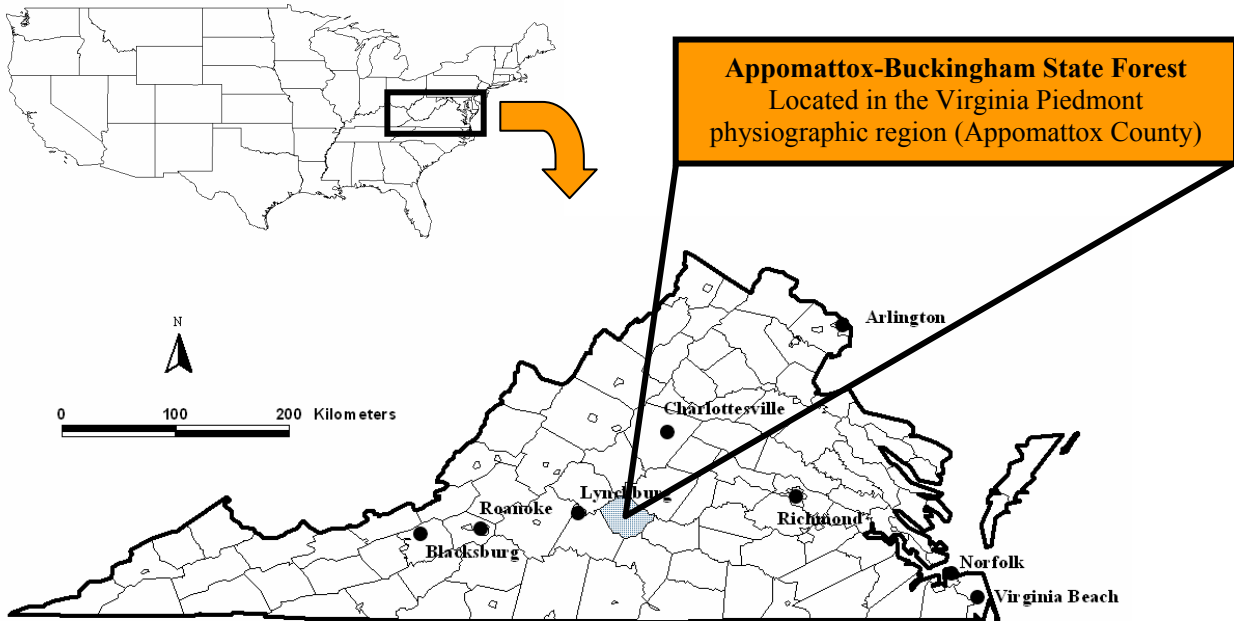 Appomattox-Buckingham State Forest
Located in the Virginia Piedmont
physiographic region (Appomattox County)
N
0 100 200 Kilometers
Arlington
Charlottesville
Lynchburg
Roanoke
Richmond
Blacksburg
Norfolk
Virginia Beach